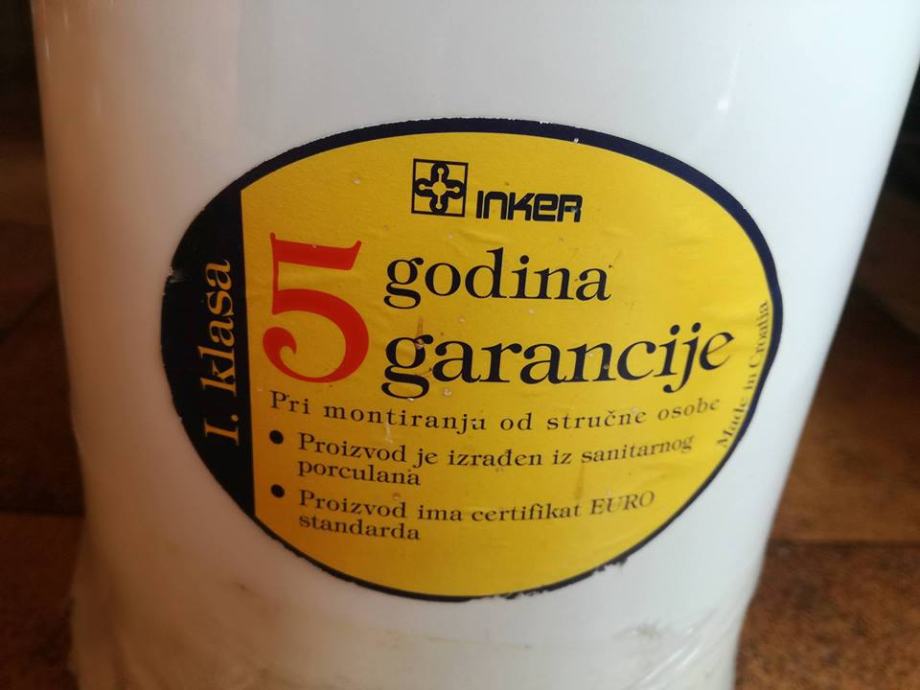 INKER
I. klasa
5 godina
garancije
Pri montiranju od stručne osobe
• Proizvod je izrađen iz sanitarnog
porculana
• Proizvod ima certifikat EURO
standarda
Made in Croatia